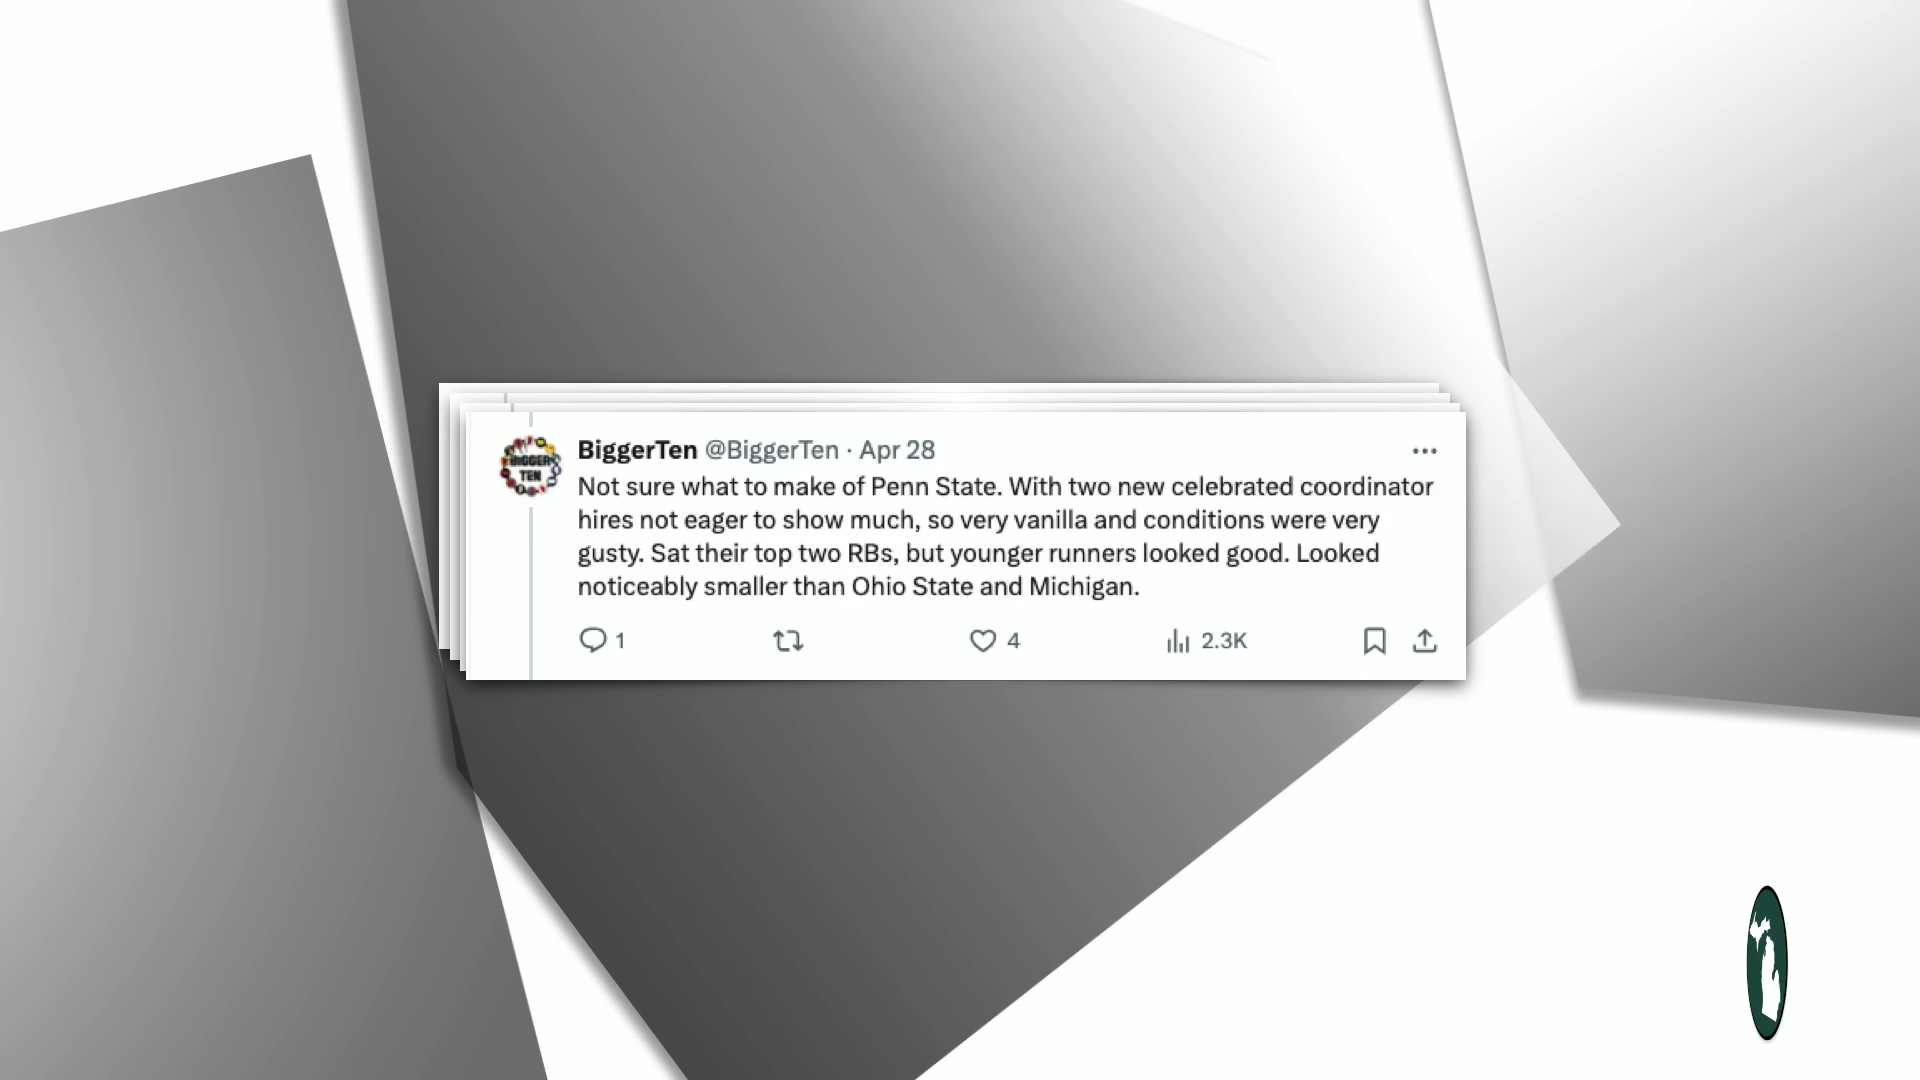 BiggerTen @BiggerTen · Apr 28
Not sure what to make of Penn State. With two new celebrated coordinator
hires not eager to show much, so very vanilla and conditions were very
gusty. Sat their top two RBs, but younger runners looked good. Looked
noticeably smaller than Ohio State and Michigan.
1 4 2.3K
BIGGER
TEN